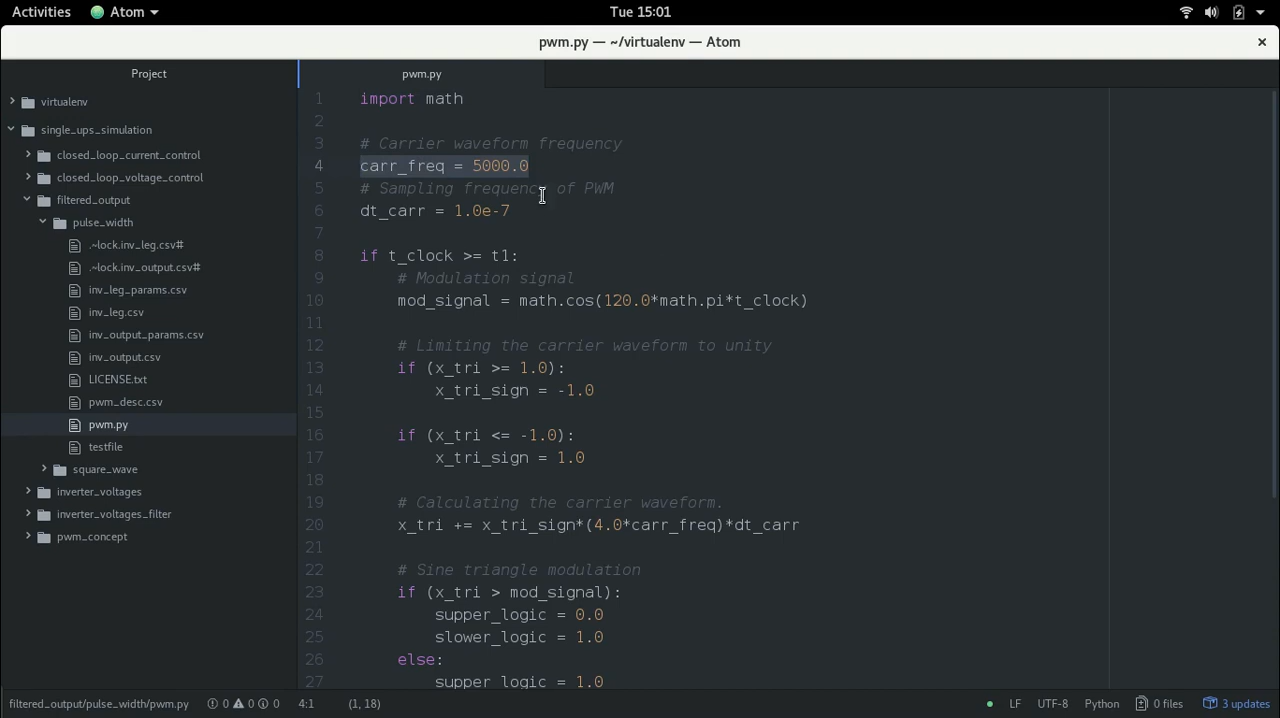 Activities Atom Tue 15:01
pwm.py — ~/virtualenv — Atom ×
Project
virtualenv
single_ups_simulation
closed_loop_current_control
closed_loop_voltage_control
filtered_output
pulse_width
.~lock.inv_leg.csv#
.~lock.inv_output.csv#
inv_leg_params.csv
inv_leg.csv
inv_output_params.csv
inv_output.csv
LICENSE.txt
pwm_desc.csv
pwm.py
testfile
square_wave
inverter_voltages
inverter_voltages_filter
pwm_concept
pwm.py
1 import math
2
3 # Carrier waveform frequency
4 carr_freq = 5000.0
5 # Sampling frequency of PWM
6 dt_carr = 1.0e-7
7
8 if t_clock >= t1:
9     # Modulation signal
10     mod_signal = math.cos(120.0*math.pi*t_clock)
11
12     # Limiting the carrier waveform to unity
13     if (x_tri >= 1.0):
14         x_tri_sign = -1.0
15
16     if (x_tri <= -1.0):
17         x_tri_sign = 1.0
18
19     # Calculating the carrier waveform.
20     x_tri += x_tri_sign*(4.0*carr_freq)*dt_carr
21
22     # Sine triangle modulation
23     if (x_tri > mod_signal):
24         supper_logic = 0.0
25         slower_logic = 1.0
26     else:
27         supper_logic = 1.0
filtered_output/pulse_width/pwm.py 0 0 0 4:1 (1, 18) LF UTF-8 Python 0 files 3 updates